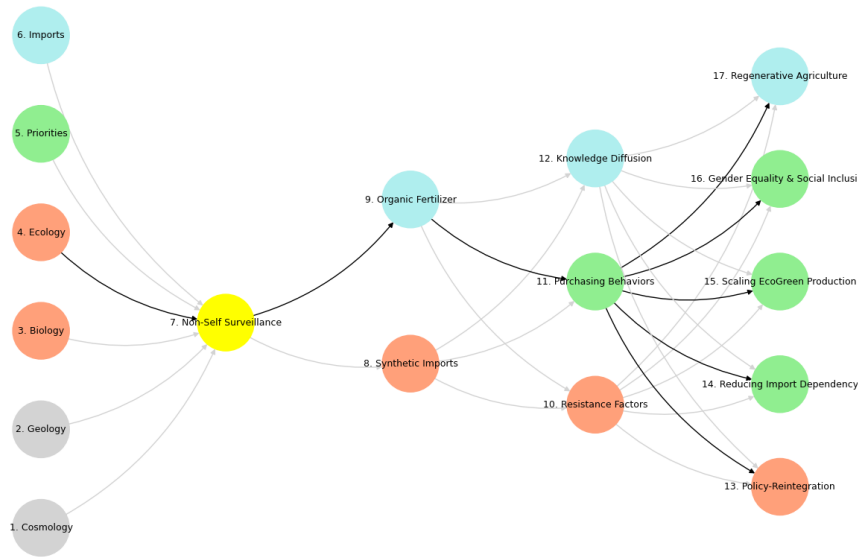 6. Imports
5. Priorities
4. Ecology
3. Biology
2. Geology
1. Cosmology
7. Non-Self Surveillance
9. Organic Fertilizer
8. Synthetic Imports
12. Knowledge Diffusion
11. Purchasing Behaviors
10. Resistance Factors
17. Regenerative Agriculture
16. Gender Equality & Social Inclusi
15. Scaling EcoGreen Production
14. Reducing Import Dependency
13. Policy-Reintegration